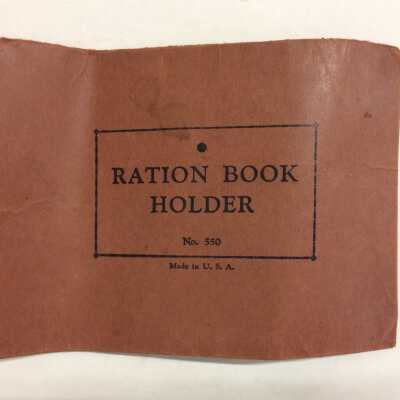 RATION BOOK
HOLDER
No. 550
Made in U. S. A.